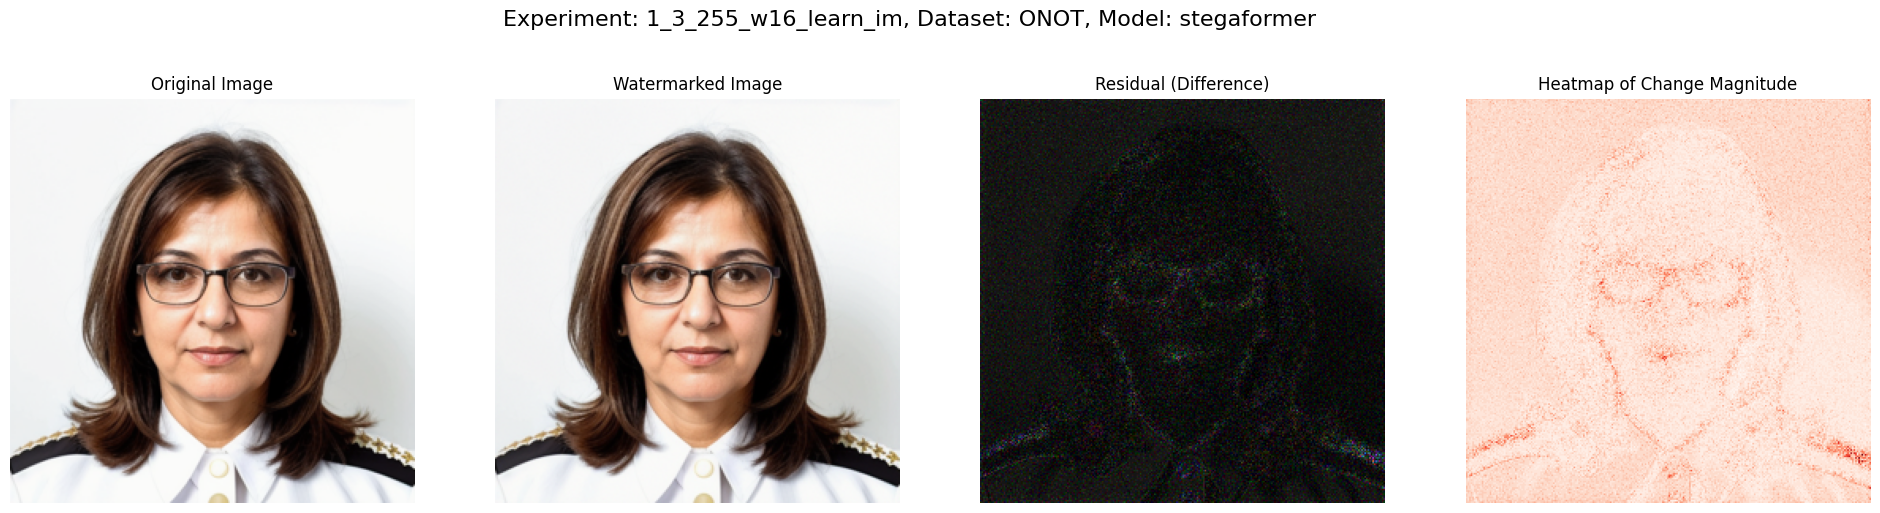 Experiment: 1_3_255_w16_learn_im, Dataset: ONOT, Model: stegaformer
Original Image
Watermarked Image
Residual (Difference)
Heatmap of Change Magnitude